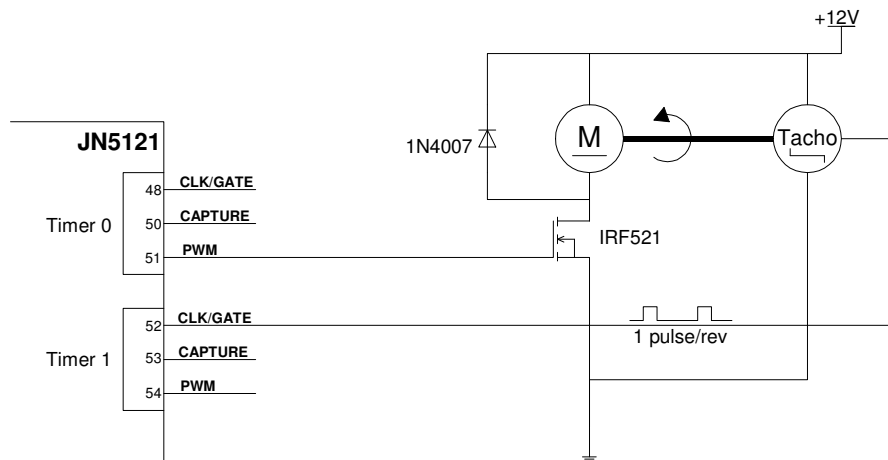 +12V
JN5121
1N4007
M
Tacho
48 CLK/GATE
Timer 0
50 CAPTURE
51 PWM
IRF521
52 CLK/GATE
1 pulse/rev
Timer 1
53 CAPTURE
54 PWM